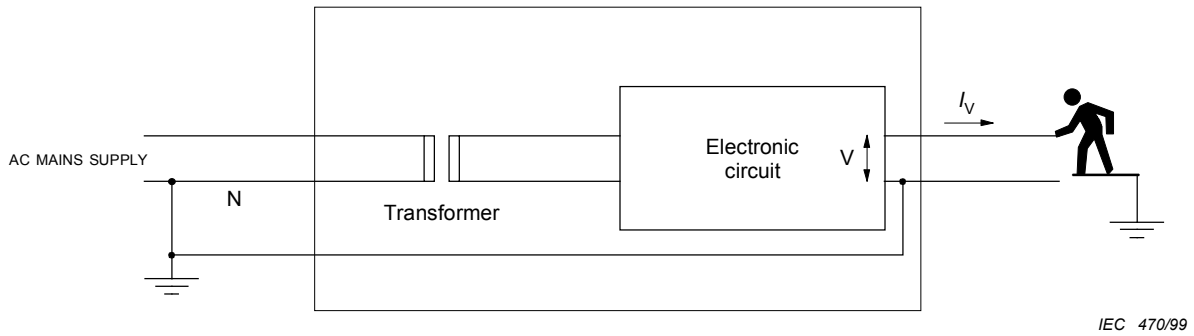 I_V
Electronic
circuit
V
AC MAINS SUPPLY
N
Transformer
IEC 470/99